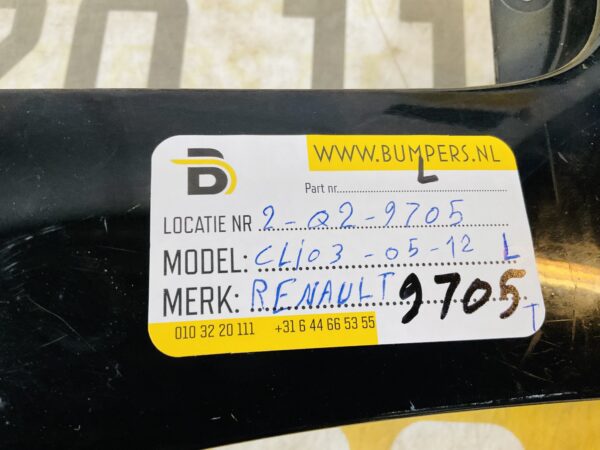 WWW.BUMPERS.NL
B
Part nr. L
LOCATIE NR 2-Q2-9705
MODEL: CLIO3-05-12 L
MERK: RENAULT 9705 T
010 32 20 111 +31 6 44 66 53 55